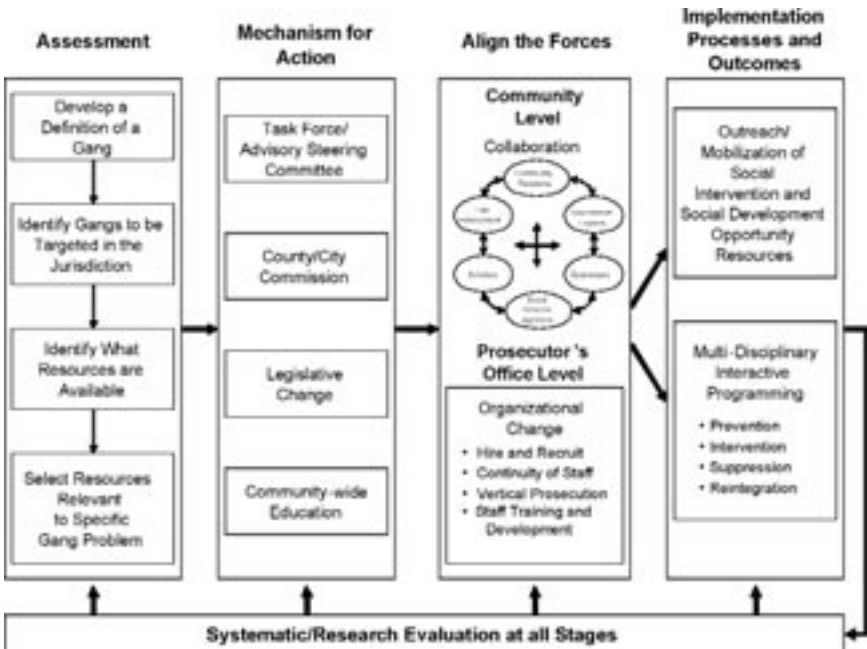 Assessment
Develop a
Definition of a
Gang
Identify Gangs to be
Targeted in the
Jurisdiction
Identify What
Resources are
Available
Select Resources
Relevant
to Specific
Gang Problem
Mechanism for
Action
Task Force/
Advisory Steering
Committee
County/City
Commission
Legislative
Change
Community-wide
Education
Align the Forces
Community
Level
Collaboration
Prosecutor's
Office Level
Organizational
Change
• Hire and Recruit
• Continuity of Staff
• Vertical Prosecution
• Staff Training and
Development
Implementation
Processes and
Outcomes
Outreach/
Mobilization of
Social
Intervention and
Social Development
Opportunity
Resources
Multi-Disciplinary
Interactive
Programming
• Prevention
• Intervention
• Suppression
• Reintegration
Systematic/Research Evaluation at all Stages